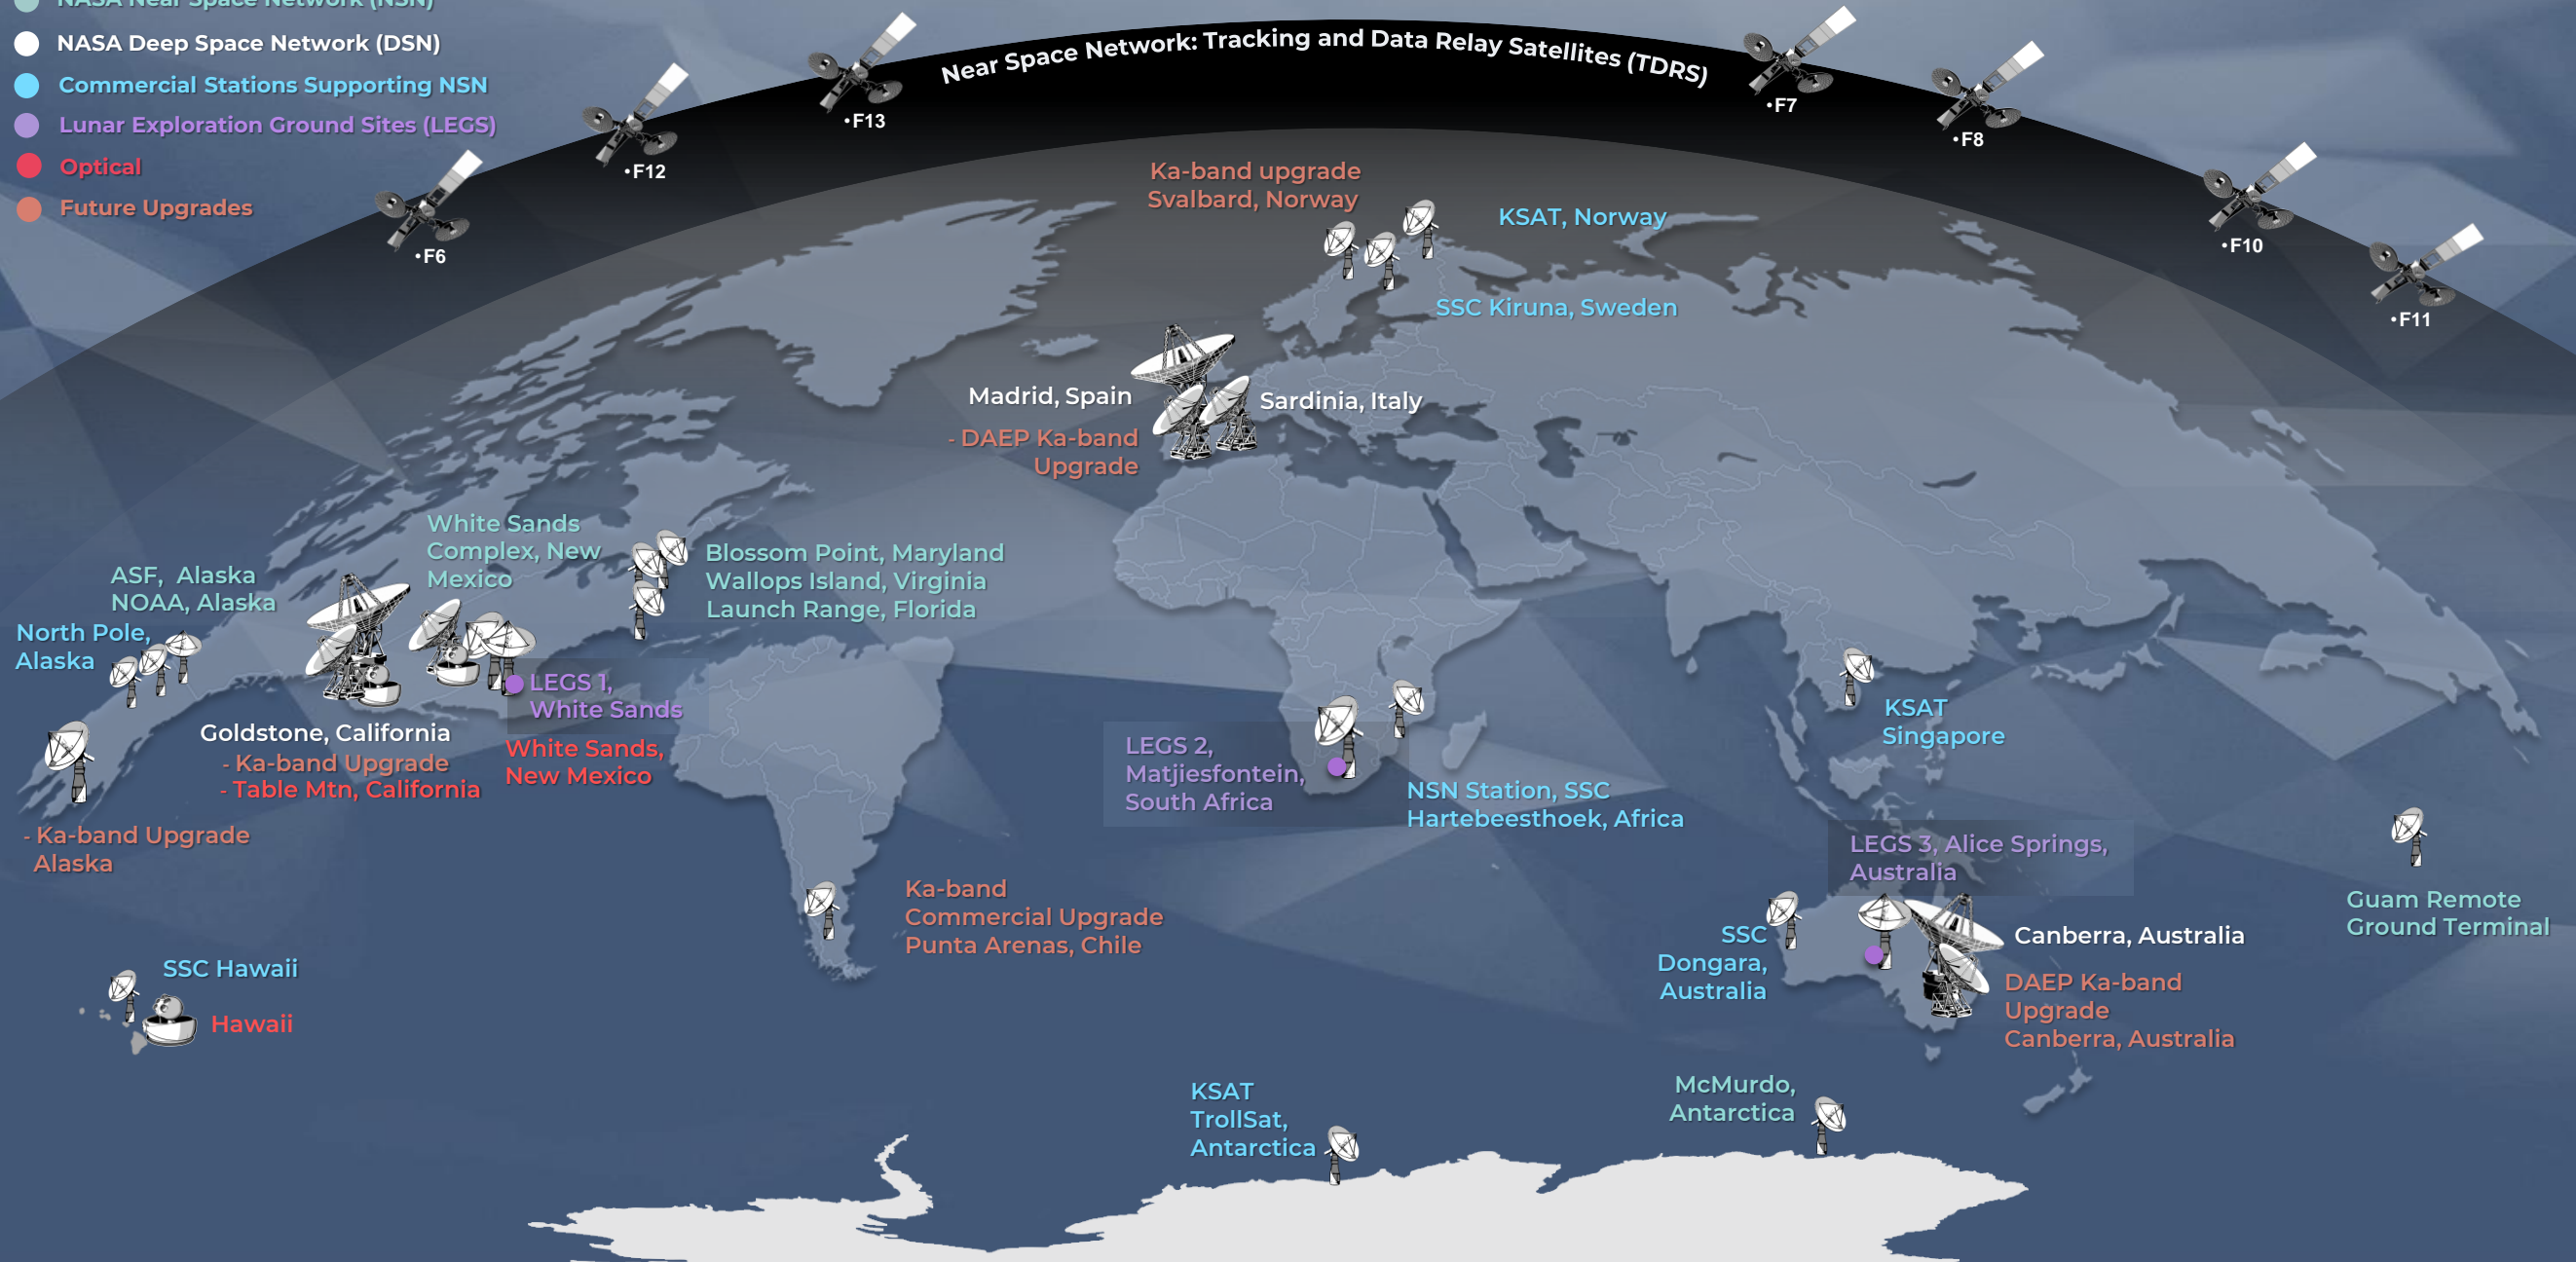 NASA Near Space Network (NSN)
NASA Deep Space Network (DSN)
Commercial Stations Supporting NSN
Lunar Exploration Ground Sites (LEGS)
Optical
Future Upgrades
Near Space Network: Tracking and Data Relay Satellites (TDRS)
•F6
•F12
•F13
•F7
•F8
•F10
•F11
Ka-band upgrade
Svalbard, Norway
KSAT, Norway
SSC Kiruna, Sweden
Madrid, Spain
- DAEP Ka-band
Upgrade
Sardinia, Italy
White Sands
Complex, New
Mexico
Blossom Point, Maryland
Wallops Island, Virginia
Launch Range, Florida
ASF, Alaska
NOAA, Alaska
North Pole,
Alaska
LEGS 1,
White Sands
Goldstone, California
- Ka-band Upgrade
- Table Mtn, California
White Sands,
New Mexico
- Ka-band Upgrade
Alaska
LEGS 2,
Matjiesfontein,
South Africa
NSN Station, SSC
Hartebeesthoek, Africa
KSAT
Singapore
LEGS 3, Alice Springs,
Australia
Ka-band
Commercial Upgrade
Punta Arenas, Chile
SSC
Dongara,
Australia
Canberra, Australia
DAEP Ka-band
Upgrade
Canberra, Australia
Guam Remote
Ground Terminal
SSC Hawaii
Hawaii
KSAT
TrollSat,
Antarctica
McMurdo,
Antarctica